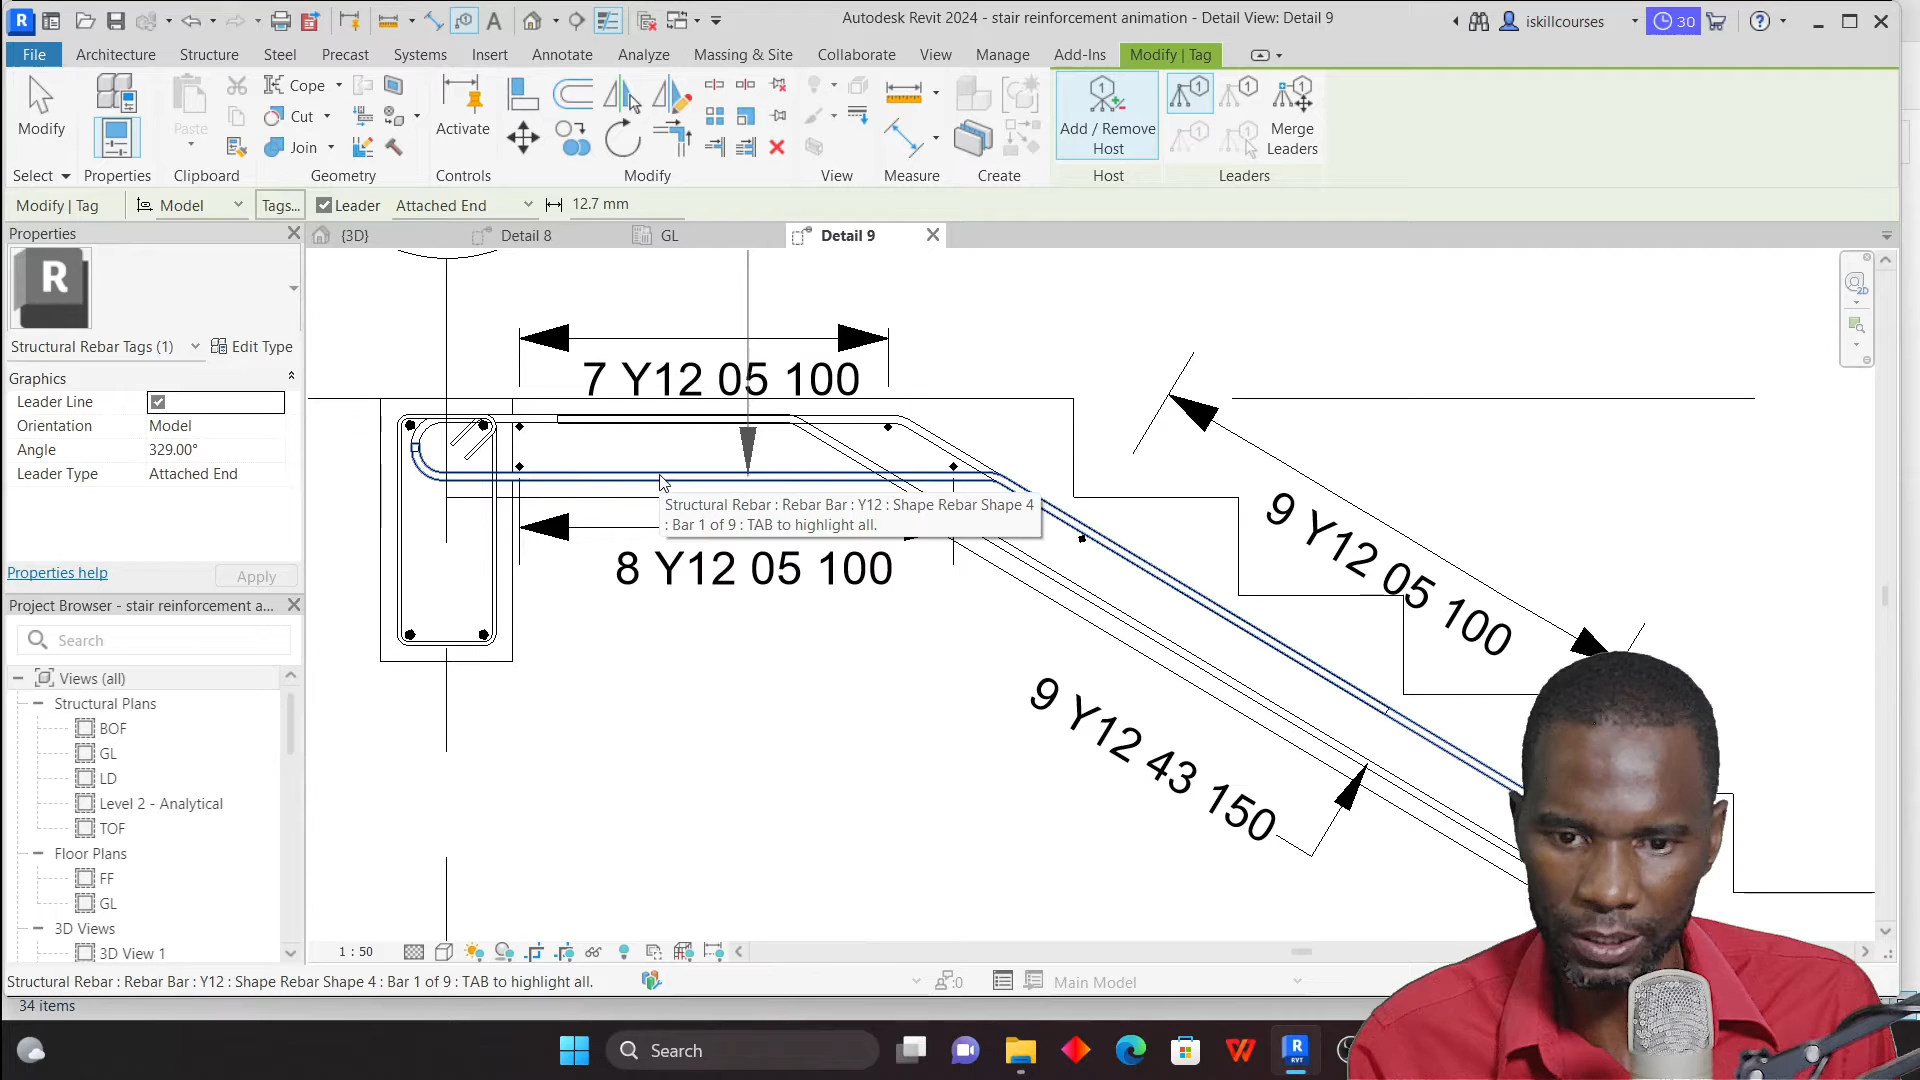 Autodesk Revit 2024 - stair reinforcement animation - Detail View: Detail 9
iskillcourses
30
File Architecture Structure Steel Precast Systems Insert Annotate Analyze Massing & Site Collaborate View Manage Add-Ins Modify | Tag
Modify
Paste
Cope
Cut
Join
Activate
Add / Remove Host
Merge Leaders
Select Properties Clipboard Geometry Controls Modify View Measure Create Host Leaders
Modify | Tag Model Tags... Leader Attached End 12.7 mm
Properties
{3D} Detail 8 GL Detail 9
R
Structural Rebar Tags (1) Edit Type
Graphics
Leader Line
Orientation Model
Angle 329.00°
Leader Type Attached End
Properties help Apply
Project Browser - stair reinforcement a...
Search
Views (all)
Structural Plans
BOF
GL
LD
Level 2 - Analytical
TOF
Floor Plans
FF
GL
3D Views
3D View 1
7 Y12 05 100
Structural Rebar : Rebar Bar : Y12 : Shape Rebar Shape 4
: Bar 1 of 9 : TAB to highlight all.
8 Y12 05 100
9 Y12 05 100
9 Y12 43 150
1 : 50
Structural Rebar : Rebar Bar : Y12 : Shape Rebar Shape 4 : Bar 1 of 9 : TAB to highlight all.
:0
Main Model
34 items
Search